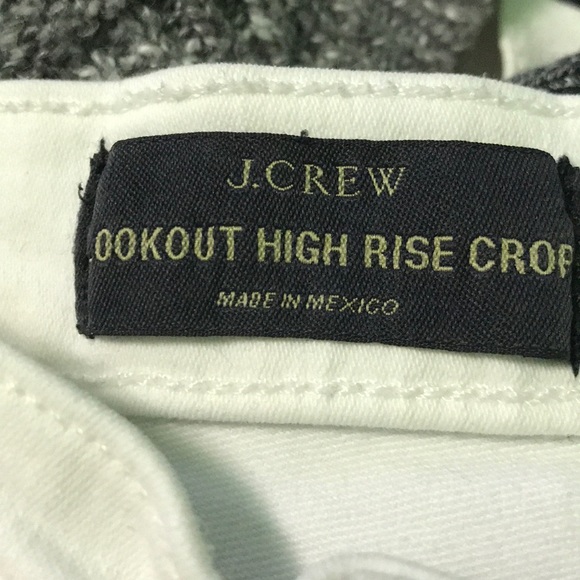 J.CREW
OOKOUT HIGH RISE CROP
MADE IN MEXICO